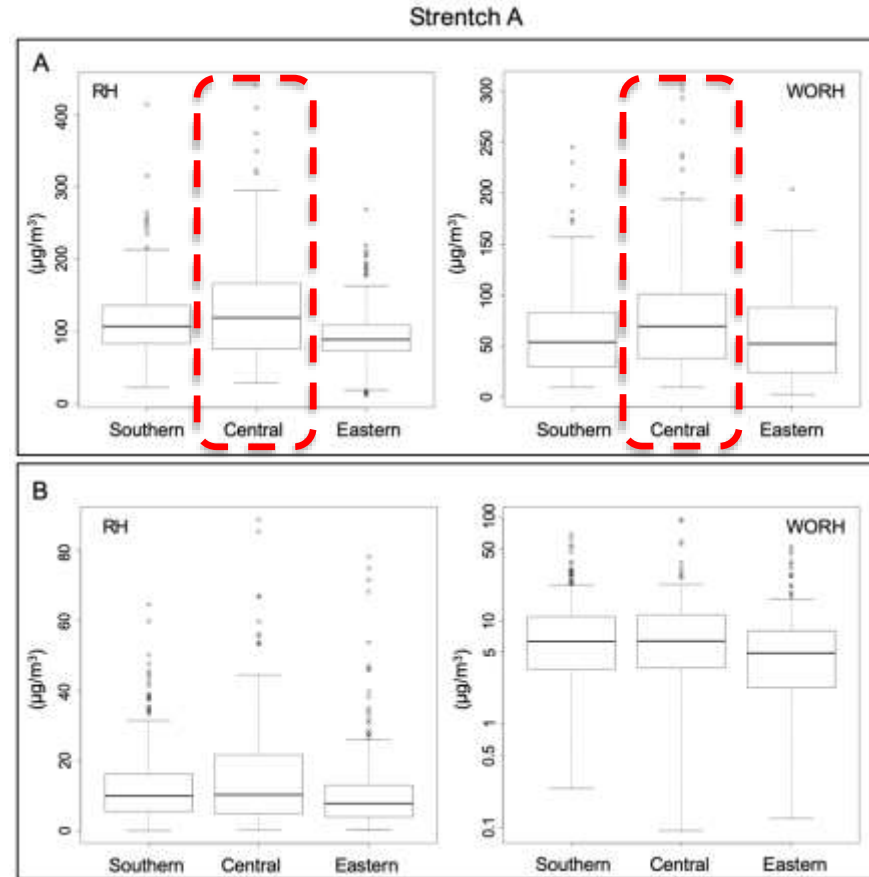 Strentch A
A
RH
WORH
(µg/m³)
400
300
200
100
0
(µg/m³)
300
250
200
150
100
50
0
Southern Central Eastern
Southern Central Eastern
B
RH
WORH
(µg/m³)
80
60
40
20
0
(µg/m³)
100
50
10
5
1
0.5
0.1
Southern Central Eastern
Southern Central Eastern